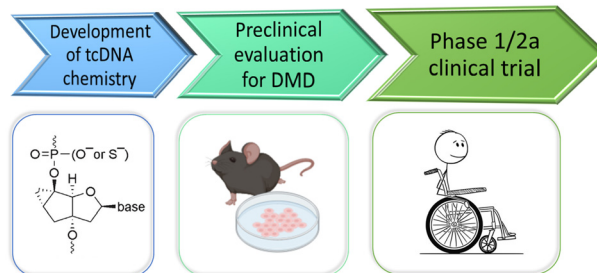 Development
of tcDNA
chemistry
Preclinical
evaluation
for DMD
Phase 1/2a
clinical trial
O=P-(O⁻or S⁻)
O
H
O
base
O